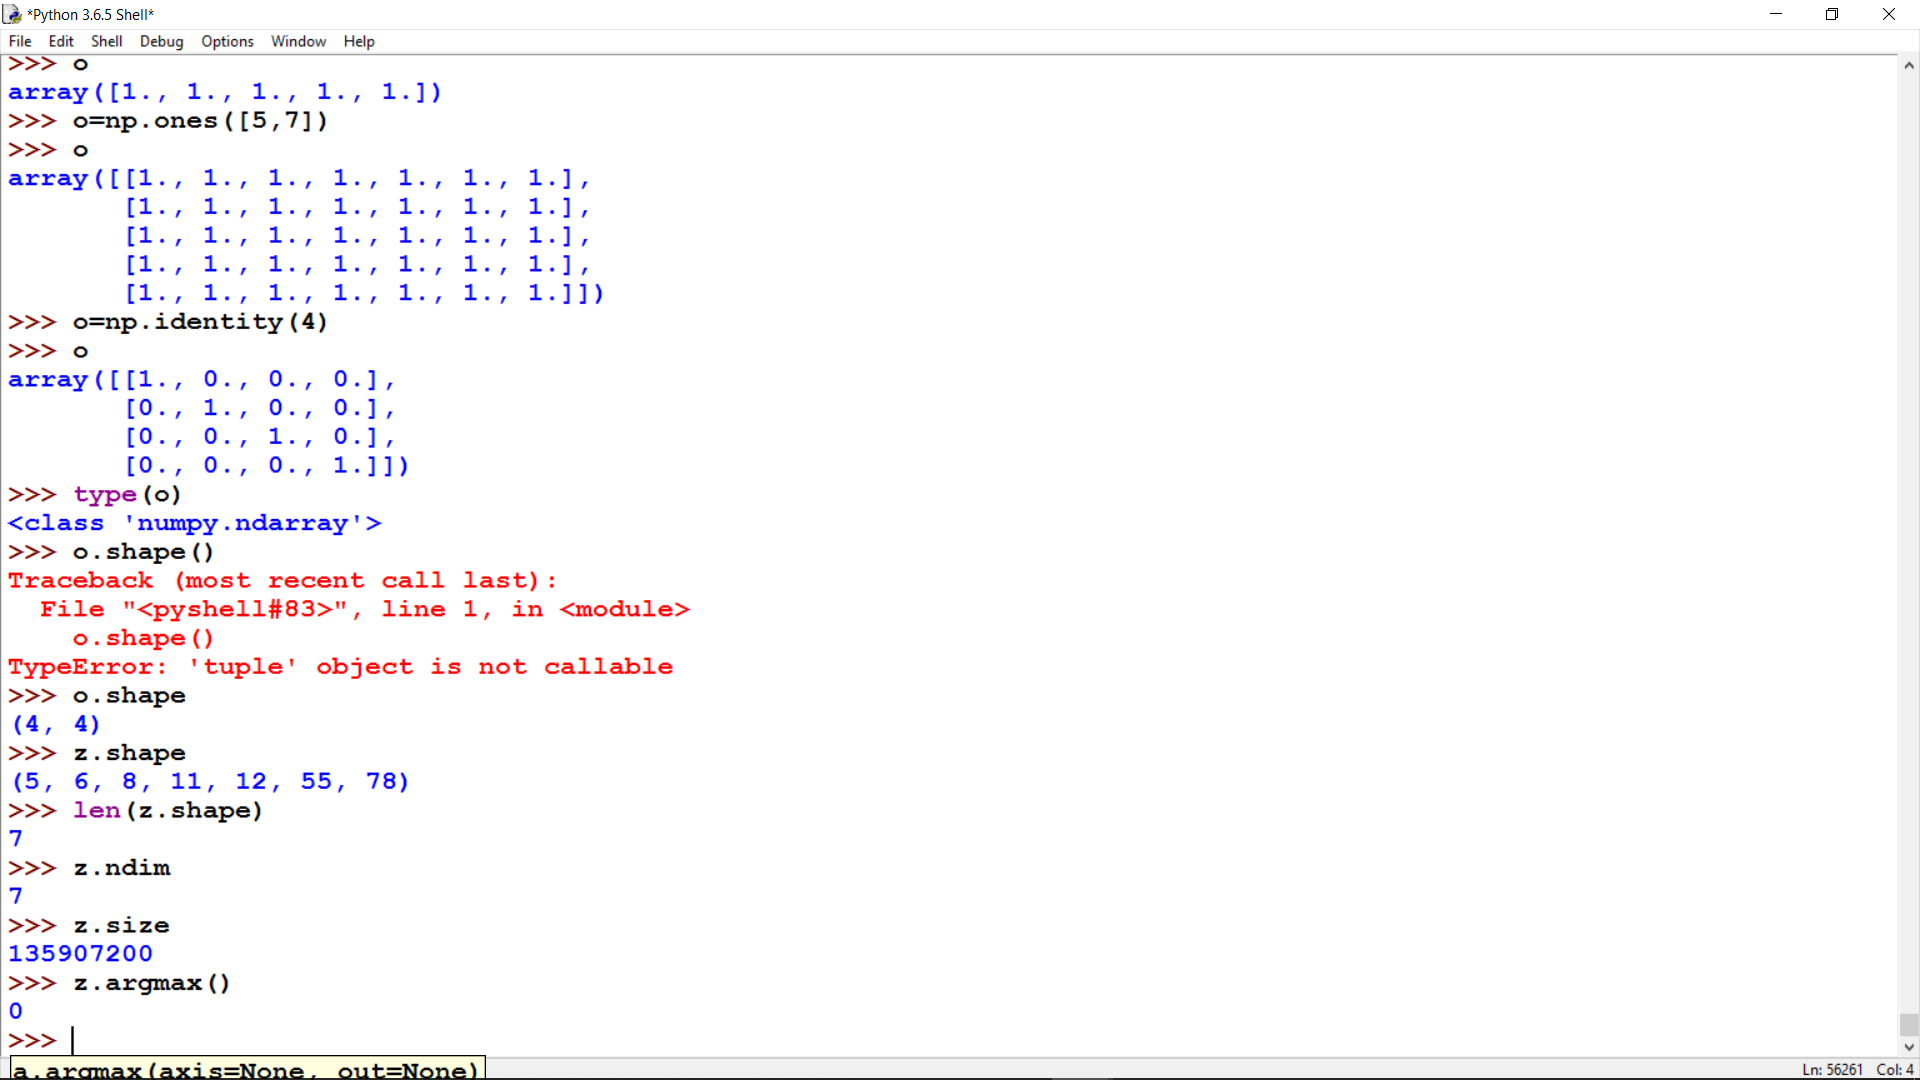 *Python 3.6.5 Shell*
File Edit Shell Debug Options Window Help
>>> o
array([1., 1., 1., 1., 1.])
>>> o=np.ones([5,7])
>>> o
array([[1., 1., 1., 1., 1., 1., 1.],
       [1., 1., 1., 1., 1., 1., 1.],
       [1., 1., 1., 1., 1., 1., 1.],
       [1., 1., 1., 1., 1., 1., 1.],
       [1., 1., 1., 1., 1., 1., 1.]])
>>> o=np.identity(4)
>>> o
array([[1., 0., 0., 0.],
       [0., 1., 0., 0.],
       [0., 0., 1., 0.],
       [0., 0., 0., 1.]])
>>> type(o)
<class 'numpy.ndarray'>
>>> o.shape()
Traceback (most recent call last):
  File "<pyshell#83>", line 1, in <module>
    o.shape()
TypeError: 'tuple' object is not callable
>>> o.shape
(4, 4)
>>> z.shape
(5, 6, 8, 11, 12, 55, 78)
>>> len(z.shape)
7
>>> z.ndim
7
>>> z.size
135907200
>>> z.argmax()
0
>>>
a.argmax(axis=None, out=None)
Ln: 56261 Col: 4